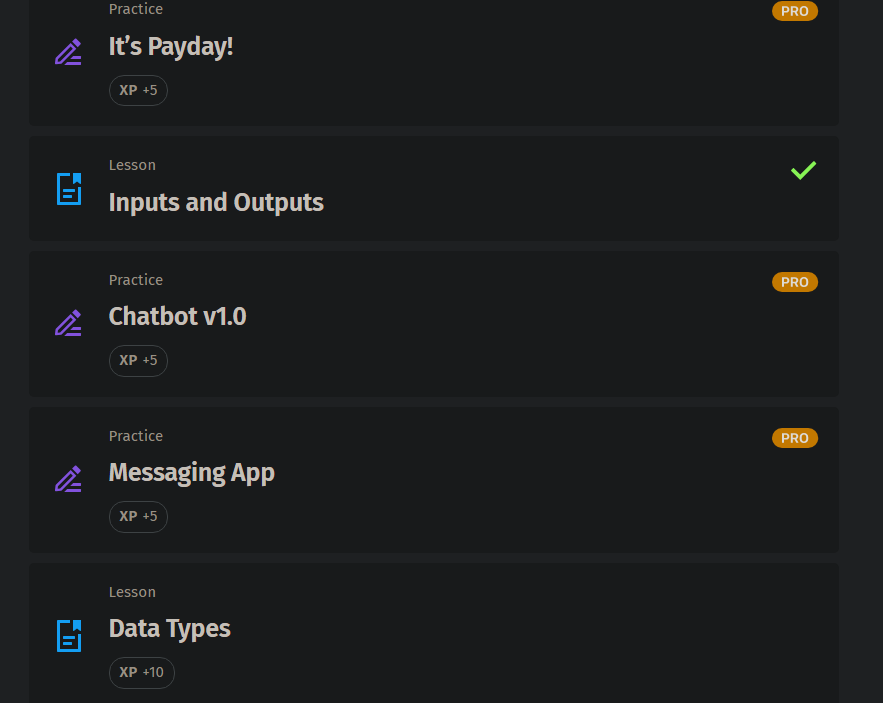 Practice
PRO
It’s Payday!
XP +5
Lesson
Inputs and Outputs
Practice
PRO
Chatbot v1.0
XP +5
Practice
PRO
Messaging App
XP +5
Lesson
Data Types
XP +10